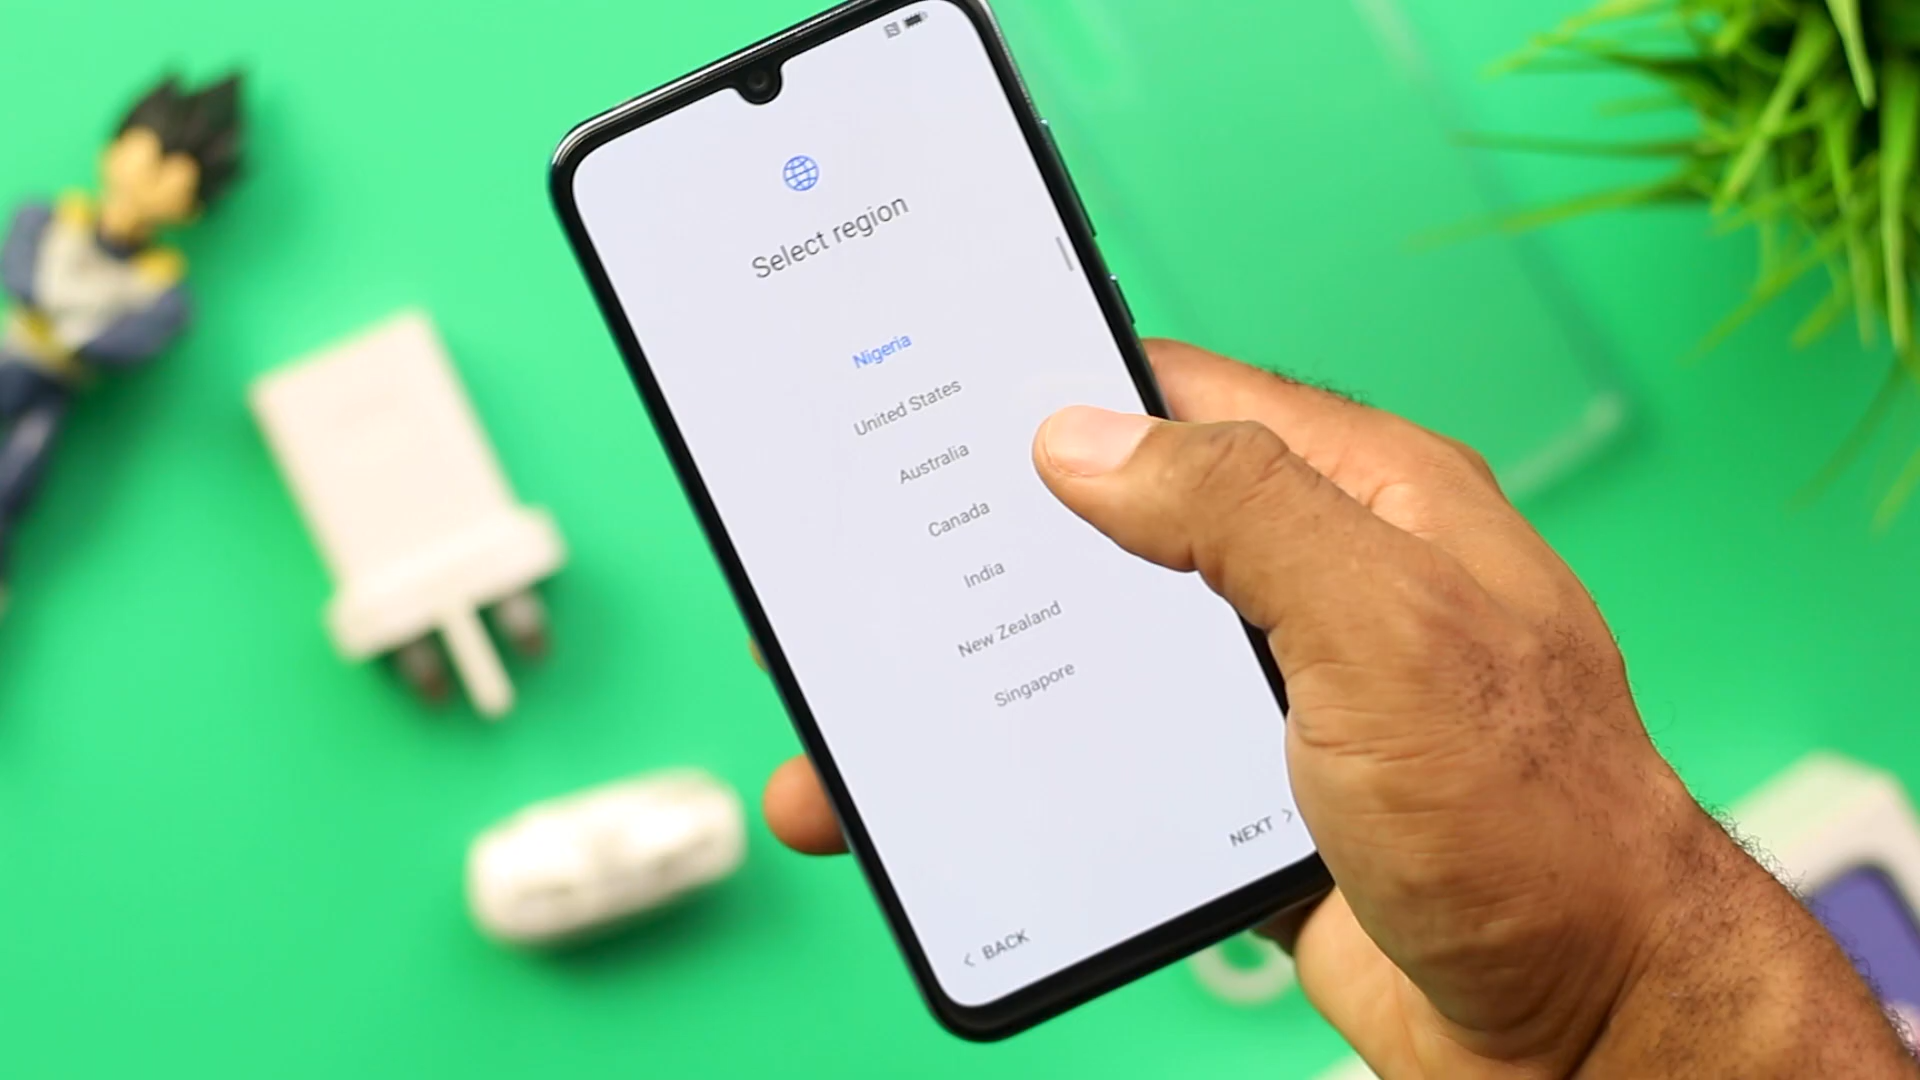 Select region
Nigeria
United States
Australia
Canada
India
New Zealand
Singapore
NEXT
BACK